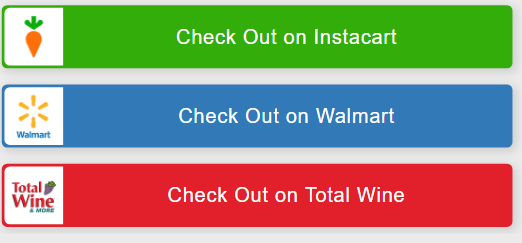 Check Out on Instacart
Walmart
Check Out on Walmart
Total
Wine
& MORE
Check Out on Total Wine